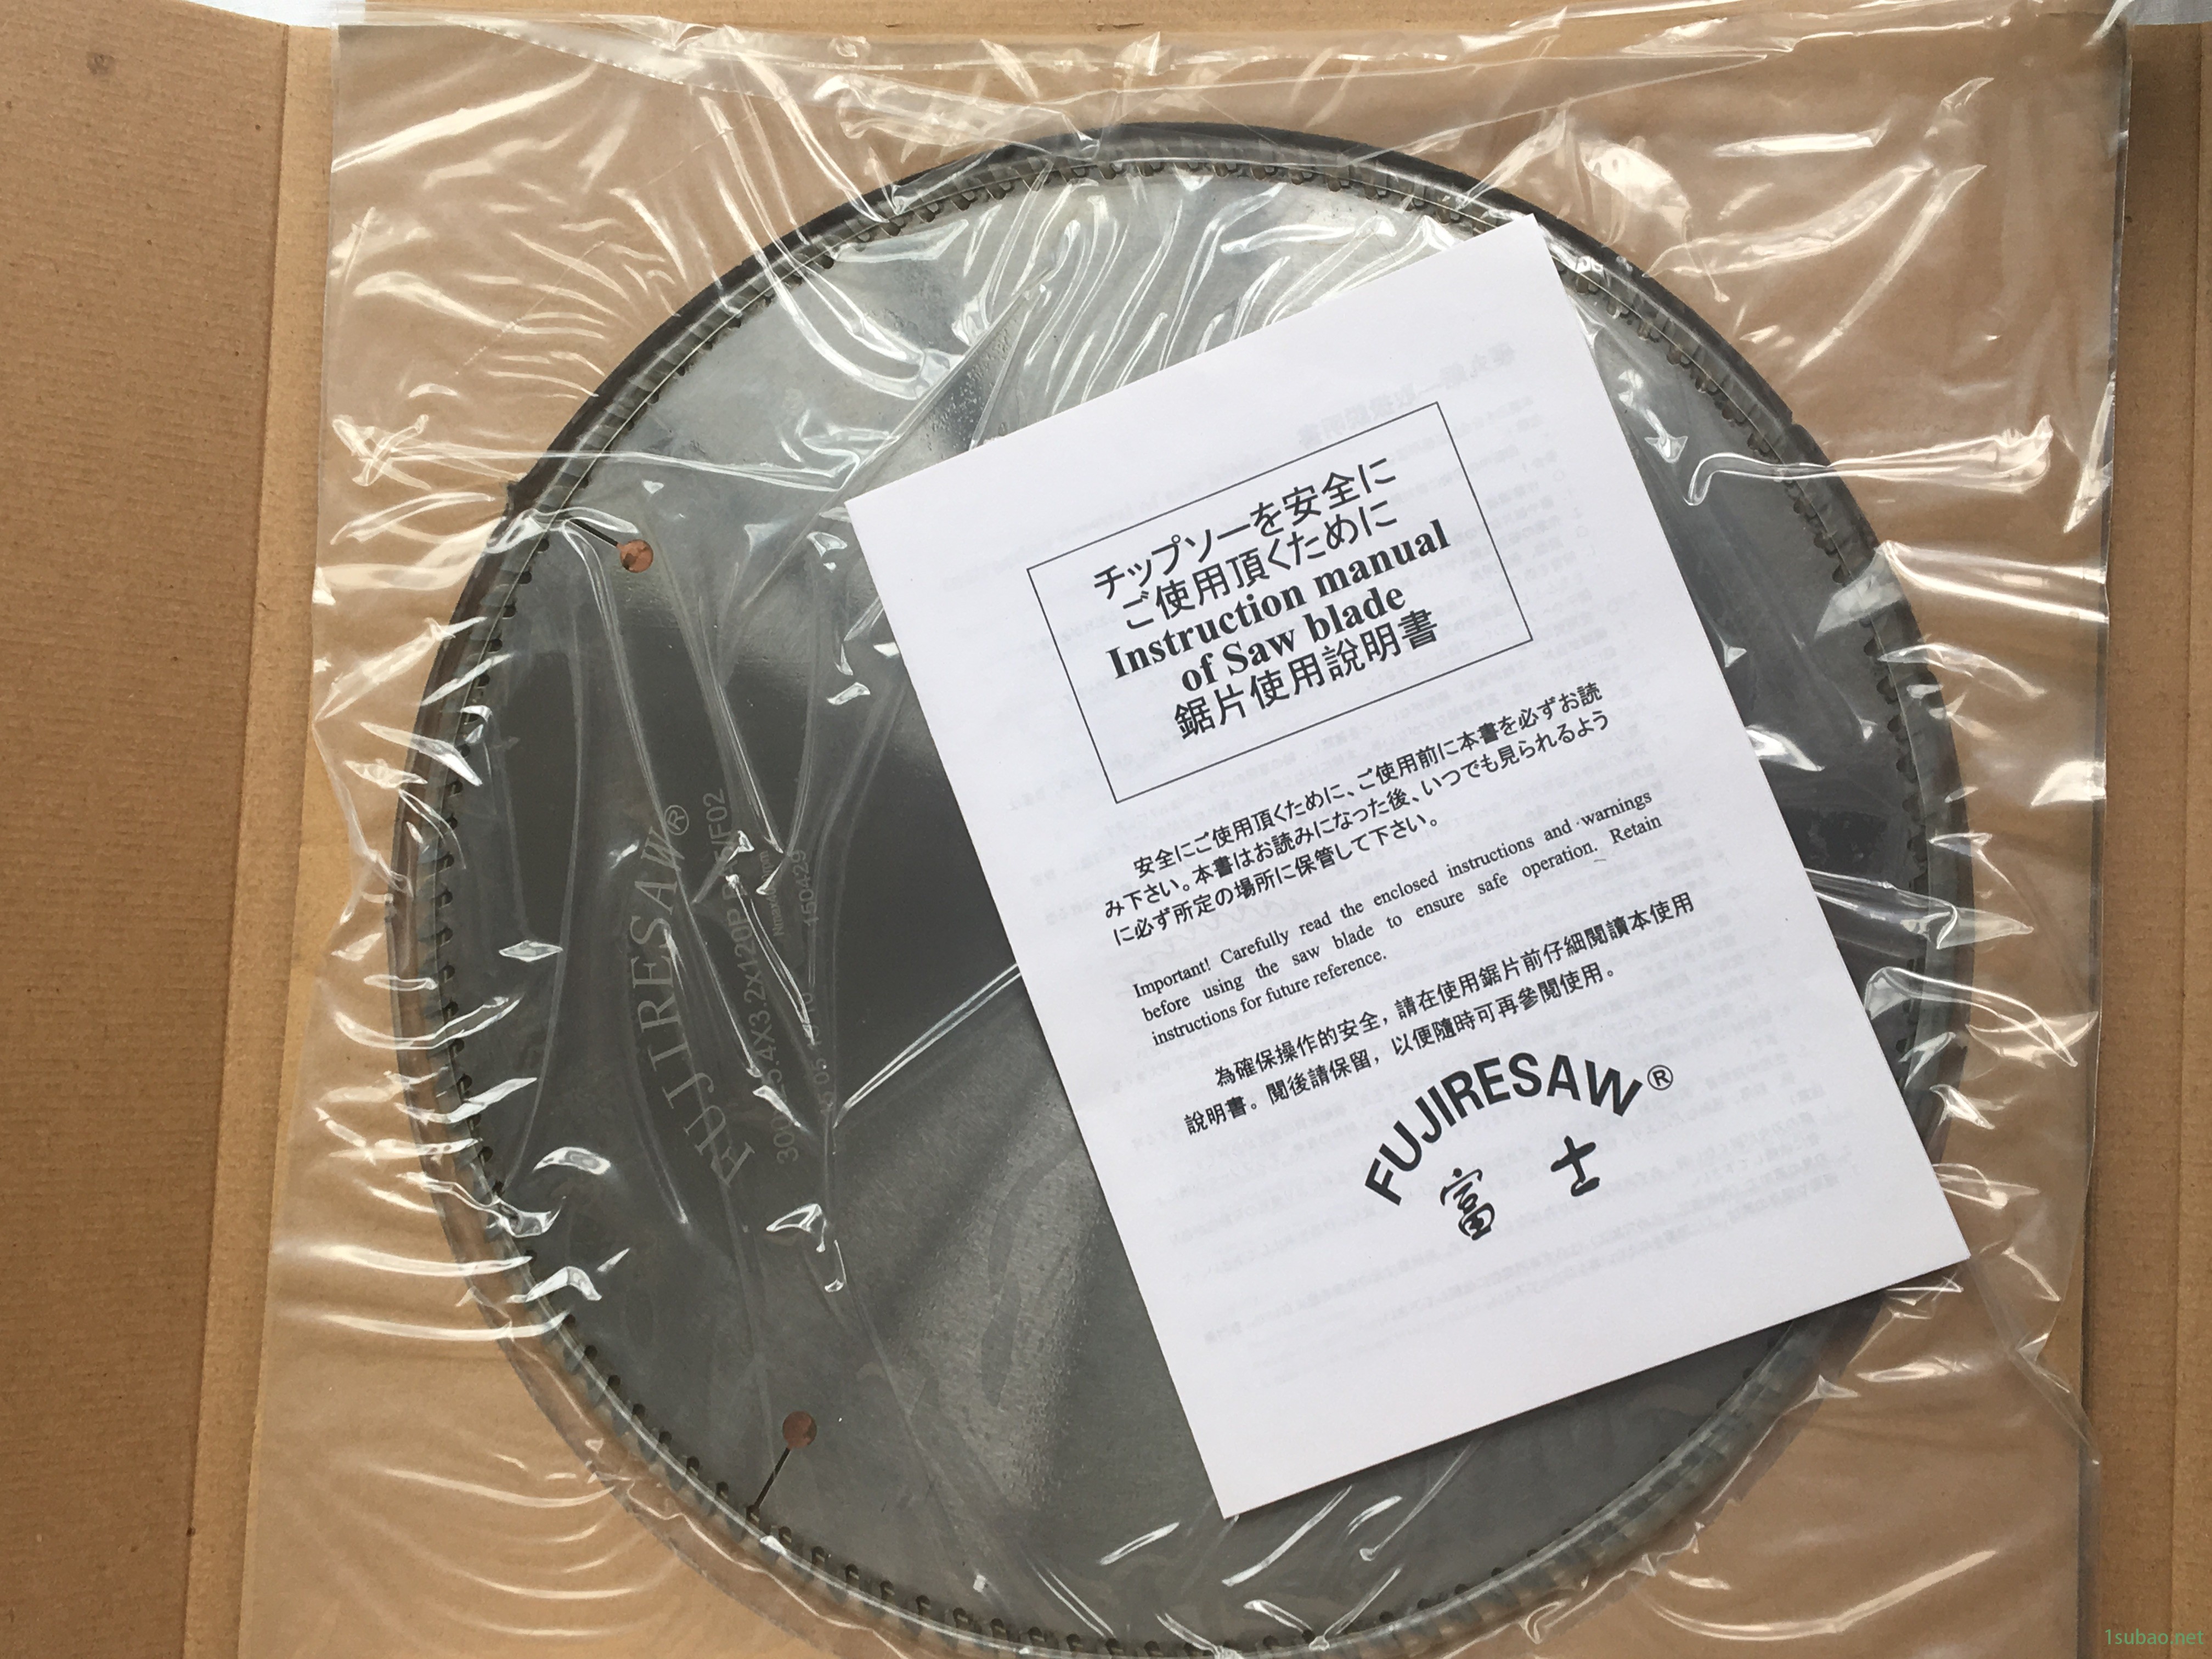 チップソーを安全に
ご使用頂くために
Instruction manual
of Saw blade
鋸片使用說明書
安全にご使用頂くために、ご使用前に本書を必ずお読
み下さい。本書はお読みになった後、いつでも見られるよう
に必ず所定の場所に保管して下さい。
Important! Carefully read the enclosed instructions and warnings
before using the saw blade to ensure safe operation. Retain
instructions for future reference.
為確保操作的安全，請在使用鋸片前仔細閱讀本使用
說明書。閱後請保留，以便隨時可再參閱使用。
FUJIRESAW®
富士
FUJIRESAW®
150429
1subao.net